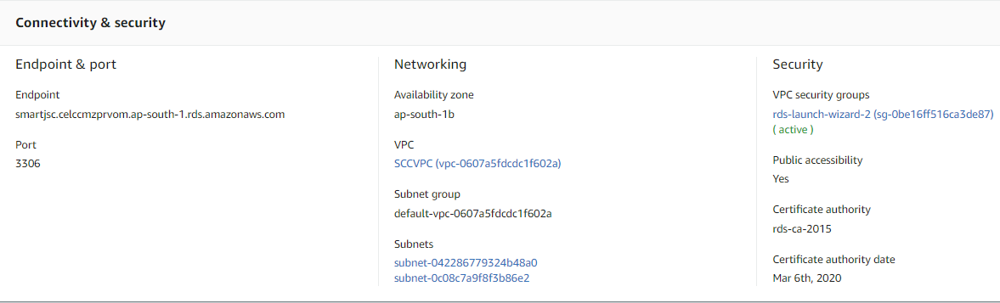 Connectivity & security
Endpoint & port
Endpoint
smartjsc.celccmzprvom.ap-south-1.rds.amazonaws.com
Port
3306
Networking
Availability zone
ap-south-1b
VPC
SCCVPC (vpc-0607a5fdcdc1f602a)
Subnet group
default-vpc-0607a5fdcdc1f602a
Subnets
subnet-042286779324b48a0
subnet-0c08c7a9f8f3b86e2
Security
VPC security groups
rds-launch-wizard-2 (sg-0be16ff516ca3de87)
( active )
Public accessibility
Yes
Certificate authority
rds-ca-2015
Certificate authority date
Mar 6th, 2020